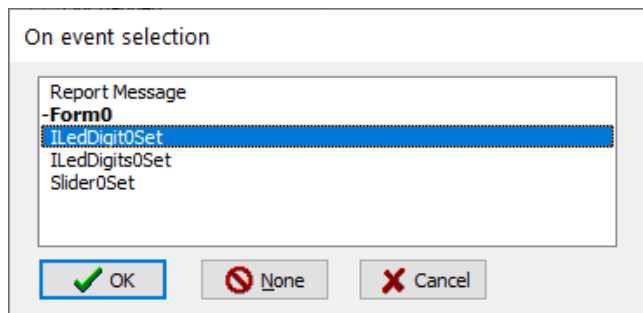 On event selection
Report Message
-Form0
ILedDigit0Set
ILedDigits0Set
Slider0Set
OK
None
Cancel